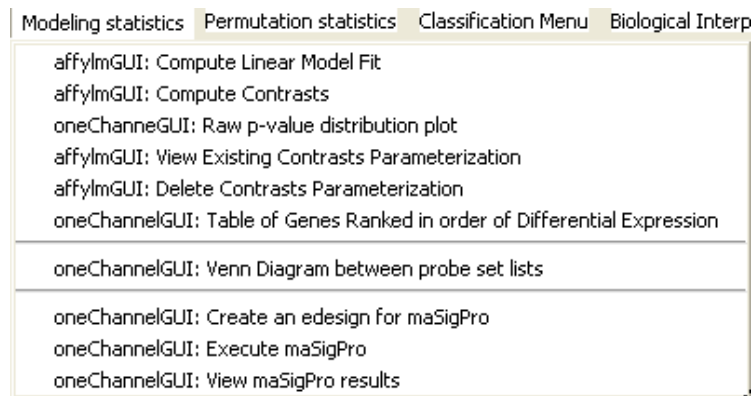 Modeling statistics Permutation statistics Classification Menu Biological Interp
affylmGUI: Compute Linear Model Fit
affylmGUI: Compute Contrasts
oneChanneGUI: Raw p-value distribution plot
affylmGUI: View Existing Contrasts Parameterization
affylmGUI: Delete Contrasts Parameterization
oneChannelGUI: Table of Genes Ranked in order of Differential Expression
oneChannelGUI: Venn Diagram between probe set lists
oneChannelGUI: Create an edesign for maSigPro
oneChannelGUI: Execute maSigPro
oneChannelGUI: View maSigPro results